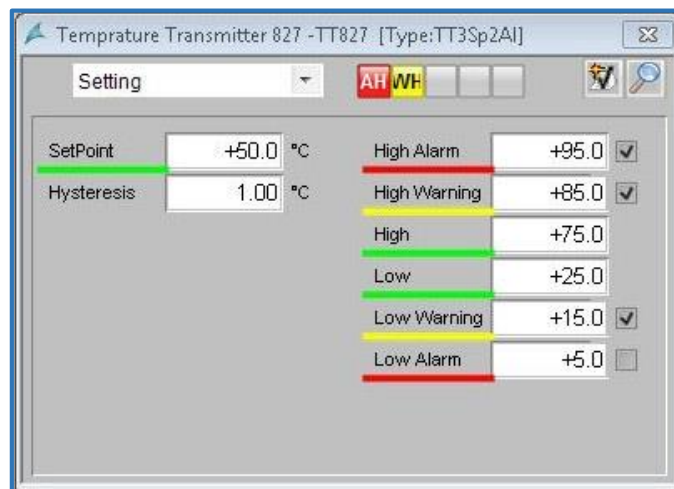 Temprature Transmitter 827 -TT827 [Type:TT3Sp2AI]
Setting
AH WH
SetPoint +50.0 °C
Hysteresis 1.00 °C
High Alarm +95.0
High Warning +85.0
High +75.0
Low +25.0
Low Warning +15.0
Low Alarm +5.0